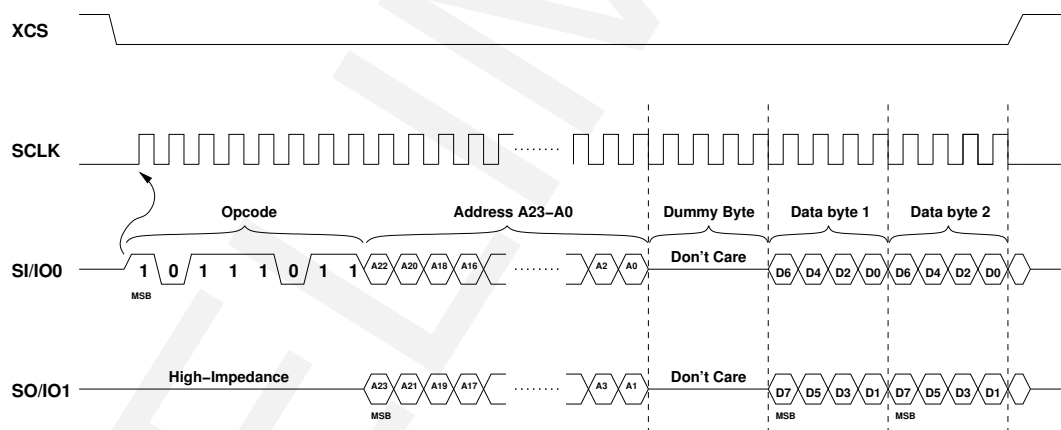 XCS
SCLK
Opcode Address A23–A0 Dummy Byte Data byte 1 Data byte 2
SI/IO0 1 0 1 1 1 0 1 1 A22 A20 A18 A16 A2 A0 Don't Care D6 D4 D2 D0 D6 D4 D2 D0
MSB
SO/IO1 High–Impedance A23 A21 A19 A17 A3 A1 Don't Care D7 D5 D3 D1 D7 D5 D3 D1
MSB MSB MSB